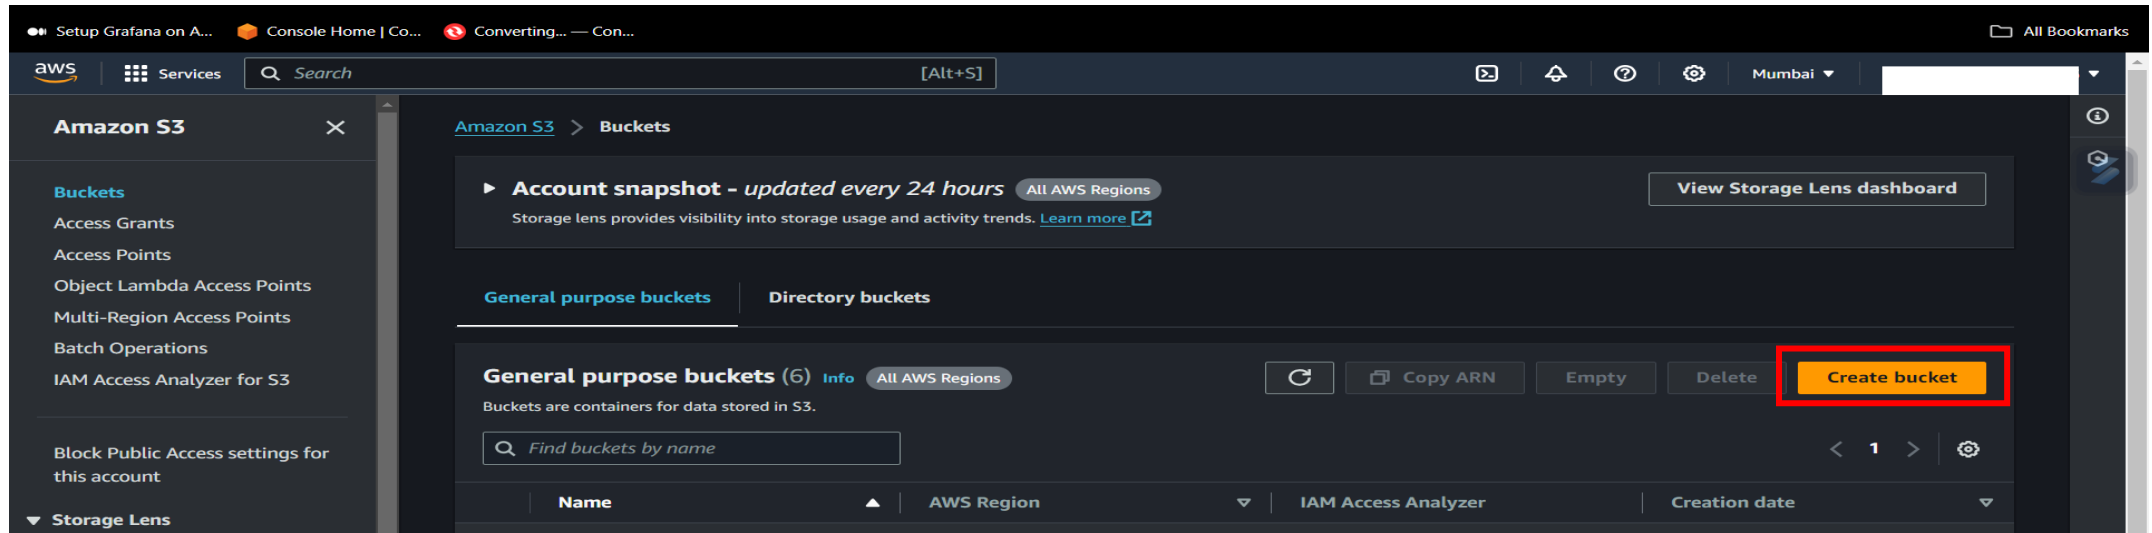 Setup Grafana on A... Console Home | Co... Converting... — Con... All Bookmarks
aws Services Search [Alt+S] Mumbai
Amazon S3
Buckets
Access Grants
Access Points
Object Lambda Access Points
Multi-Region Access Points
Batch Operations
IAM Access Analyzer for S3
Block Public Access settings for
this account
Storage Lens
Amazon S3 > Buckets
Account snapshot - updated every 24 hours All AWS Regions
View Storage Lens dashboard
Storage lens provides visibility into storage usage and activity trends. Learn more
General purpose buckets Directory buckets
General purpose buckets (6) Info All AWS Regions
Copy ARN Empty Delete Create bucket
Buckets are containers for data stored in S3.
Find buckets by name
< 1 >
Name AWS Region IAM Access Analyzer Creation date